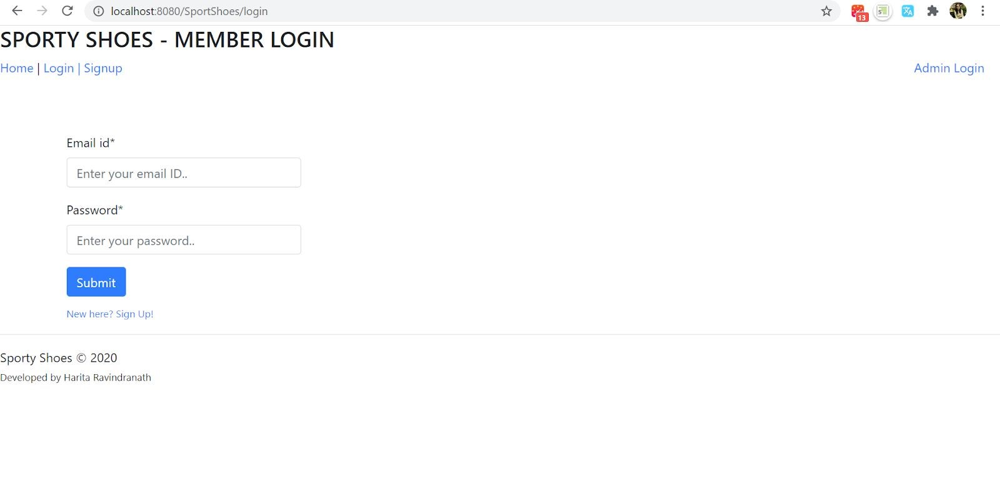 localhost:8080/SportShoes/login
13
SPORTY SHOES - MEMBER LOGIN
Home | Login | Signup Admin Login
Email id*
Enter your email ID..
Password*
Enter your password..
Submit
New here? Sign Up!
Sporty Shoes © 2020
Developed by Harita Ravindranath